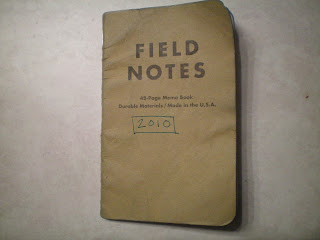 FIELD
NOTES
48-Page Memo Book
Durable Materials / Made in the U.S.A.
2010